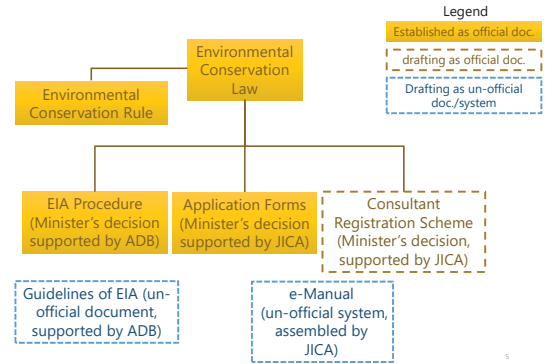 Legend
Established as official doc.
drafting as official doc.
Drafting as un-official
doc./system
Environmental
Conservation
Law
Environmental
Conservation Rule
EIA Procedure
(Minister's decision
supported by ADB)
Application Forms
(Minister's decision
supported by JICA)
Consultant
Registration Scheme
(Minister's decision,
supported by JICA)
Guidelines of EIA (un-
official document,
supported by ADB)
e-Manual
(un-official system,
assembled by
JICA)
5